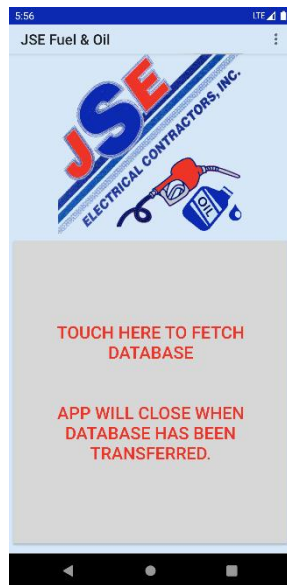 5:56 LTE
JSE Fuel & Oil
JSE
ELECTRICAL CONTRACTORS, INC.
OIL
TOUCH HERE TO FETCH
DATABASE
APP WILL CLOSE WHEN
DATABASE HAS BEEN
TRANSFERRED.